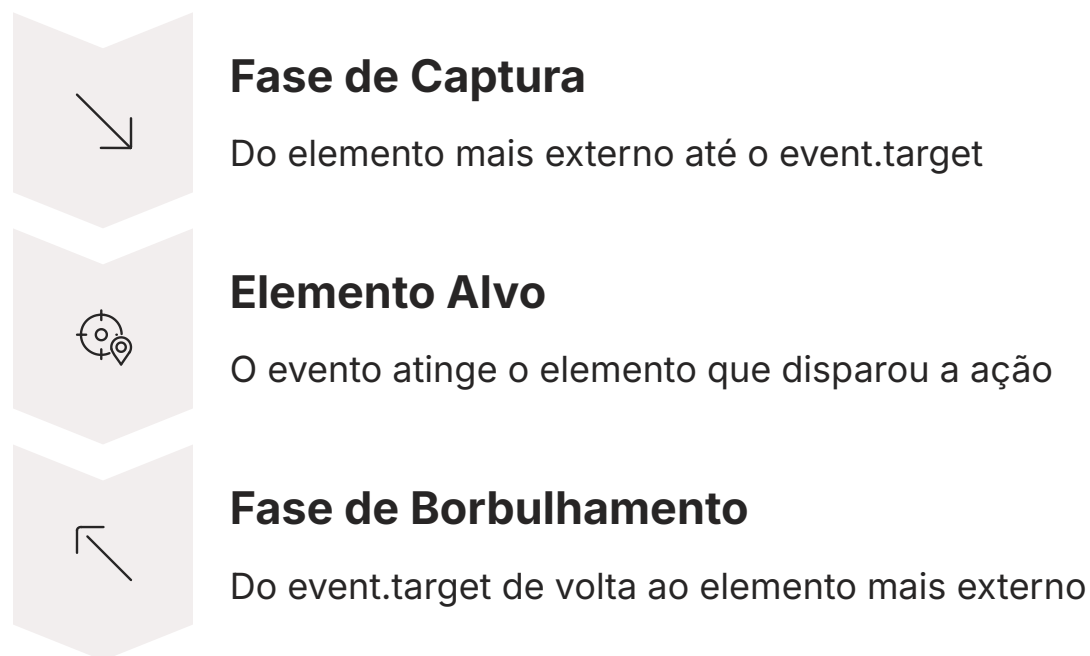 Fase de Captura
Do elemento mais externo até o event.target
Elemento Alvo
O evento atinge o elemento que disparou a ação
Fase de Borbulhamento
Do event.target de volta ao elemento mais externo